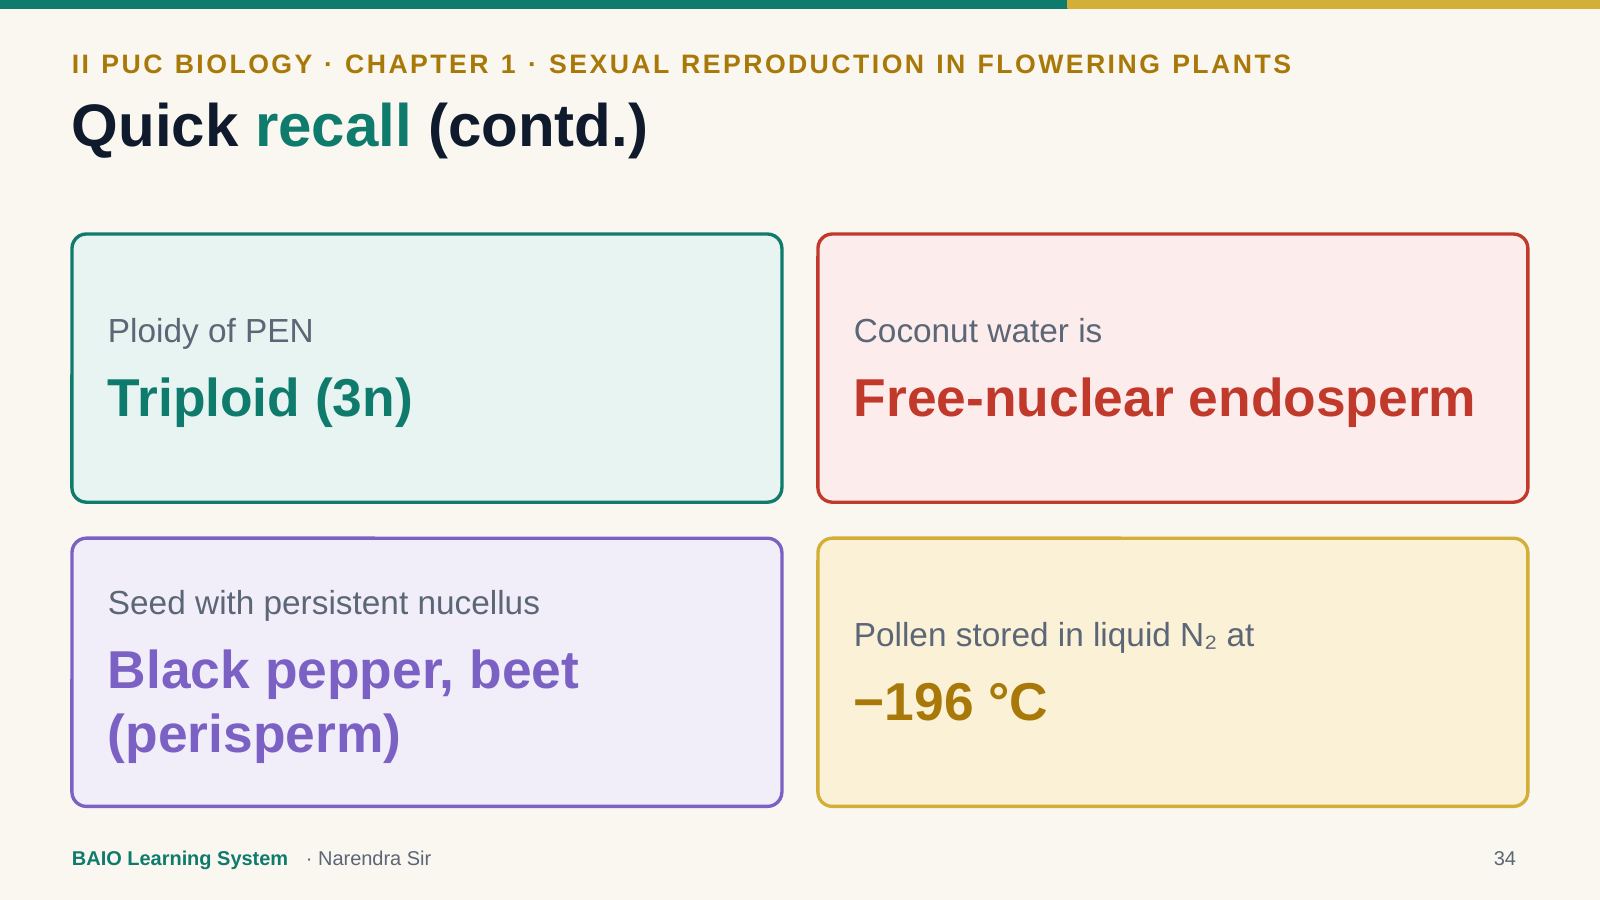 II PUC BIOLOGY · CHAPTER 1 · SEXUAL REPRODUCTION IN FLOWERING PLANTS
Quick recall (contd.)
Ploidy of PEN
Triploid (3n)
Coconut water is
Free-nuclear endosperm
Seed with persistent nucellus
Black pepper, beet
(perisperm)
Pollen stored in liquid N₂ at
−196 °C
BAIO Learning System · Narendra Sir
34